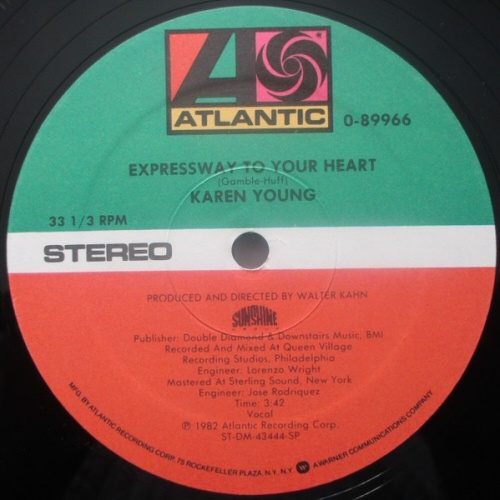 ATLANTIC
0-89966
EXPRESSWAY TO YOUR HEART
(Gamble-Huff)
KAREN YOUNG
33 1/3 RPM
STEREO
PRODUCED AND DIRECTED BY WALTER KAHN
SUNSHINE
Publisher: Double Diamond & Downstairs Music, BMI
Recorded And Mixed At Queen Village
Recording Studios, Philadelphia
Engineer: Lorenzo Wright
Mastered At Sterling Sound, New York
Engineer: Jose Rodriquez
Time: 3:42
Vocal
℗ 1982 Atlantic Recording Corp.
ST-DM-43444-SP
MFG. BY ATLANTIC RECORDING CORP. 75 ROCKEFELLER PLAZA, N.Y. N.Y. A WARNER COMMUNICATIONS COMPANY